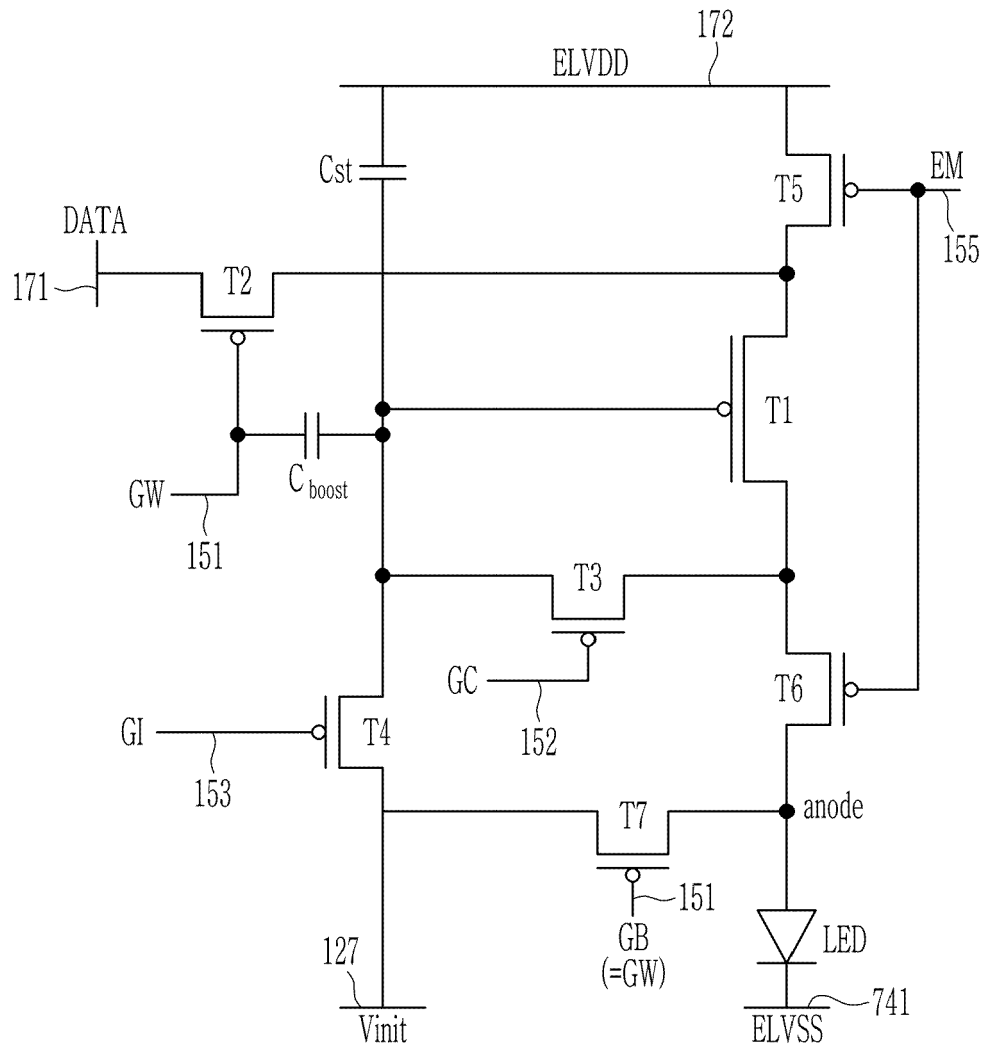 172
ELVDD
Cst
T5
EM
155
DATA
171
T2
T1
Cboost
GW
151
T3
GC
152
T6
GI
153
T4
T7
anode
151
GB
(=GW)
LED
127
Vinit
741
ELVSS